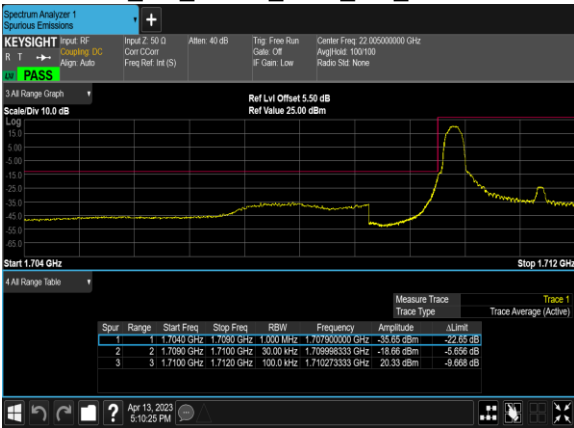 Spectrum Analyzer 1
Spurious Emissions
+
KEYSIGHT Input: RF Input Z: 50 Ω Atten: 40 dB Trig: Free Run Center Freq: 22.005000000 GHz
R T Coupling: DC Corr CCorr Gate: Off Avg|Hold: 100/100
Align: Auto Freq Ref: Int (S) IF Gain: Low Radio Std: None
PASS
3 All Range Graph
Ref Lvl Offset 5.50 dB
Scale/Div 10.0 dB Ref Value 25.00 dBm
Log
15.0
5.00
-5.00
-15.0
-25.0
-35.0
-45.0
-55.0
-65.0
Start 1.704 GHz Stop 1.712 GHz
4 All Range Table
Measure Trace Trace 1
Trace Type Trace Average (Active)
Spur Range Start Freq Stop Freq RBW Frequency Amplitude ΔLimit
1 1 1.7040 GHz 1.7090 GHz 1.000 MHz 1.707900000 GHz -35.65 dBm -22.65 dB
2 2 1.7090 GHz 1.7100 GHz 30.00 kHz 1.709998333 GHz -18.66 dBm -5.656 dB
3 3 1.7100 GHz 1.7120 GHz 100.0 kHz 1.710273333 GHz 20.33 dBm -9.668 dB
? Apr 13, 2023
5:10:25 PM